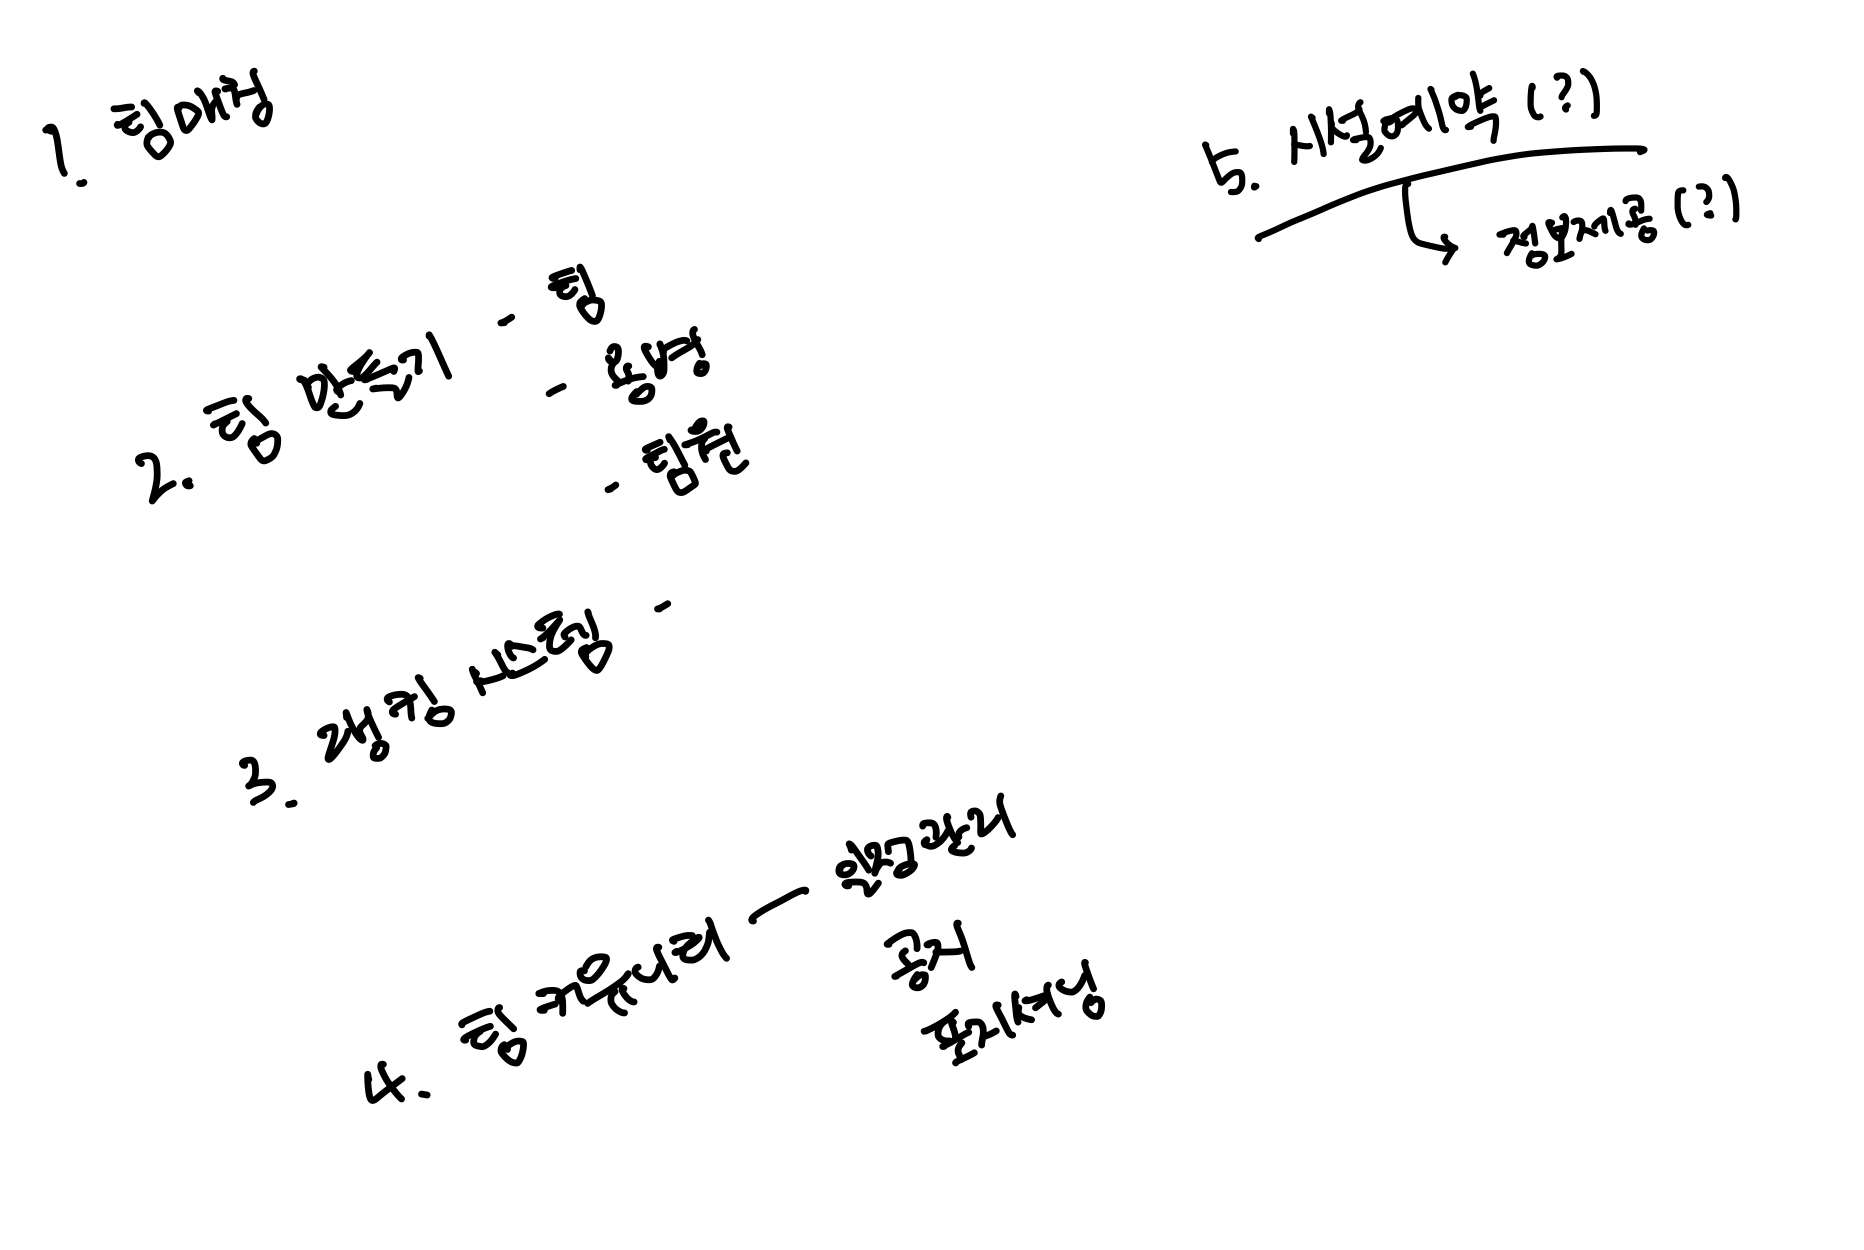 1. 팀매칭
2. 팀 만들기 - 팀
- 용병
- 팀원
3. 랭킹 시스템 -
4. 팀 커뮤니티 — 일정관리
공지
포지셔닝
5. 시설예약 (?)
정보제공 (?)